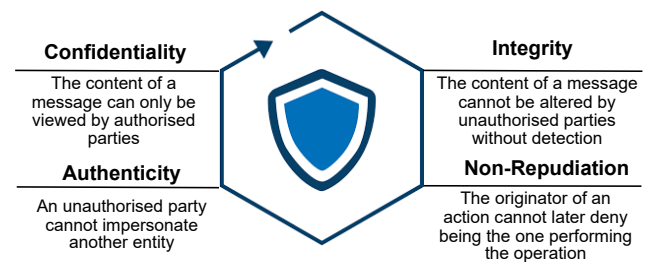 Confidentiality
The content of a
message can only be
viewed by authorised
parties
Integrity
The content of a message
cannot be altered by
unauthorised parties
without detection
Authenticity
An unauthorised party
cannot impersonate
another entity
Non-Repudiation
The originator of an
action cannot later deny
being the one performing
the operation